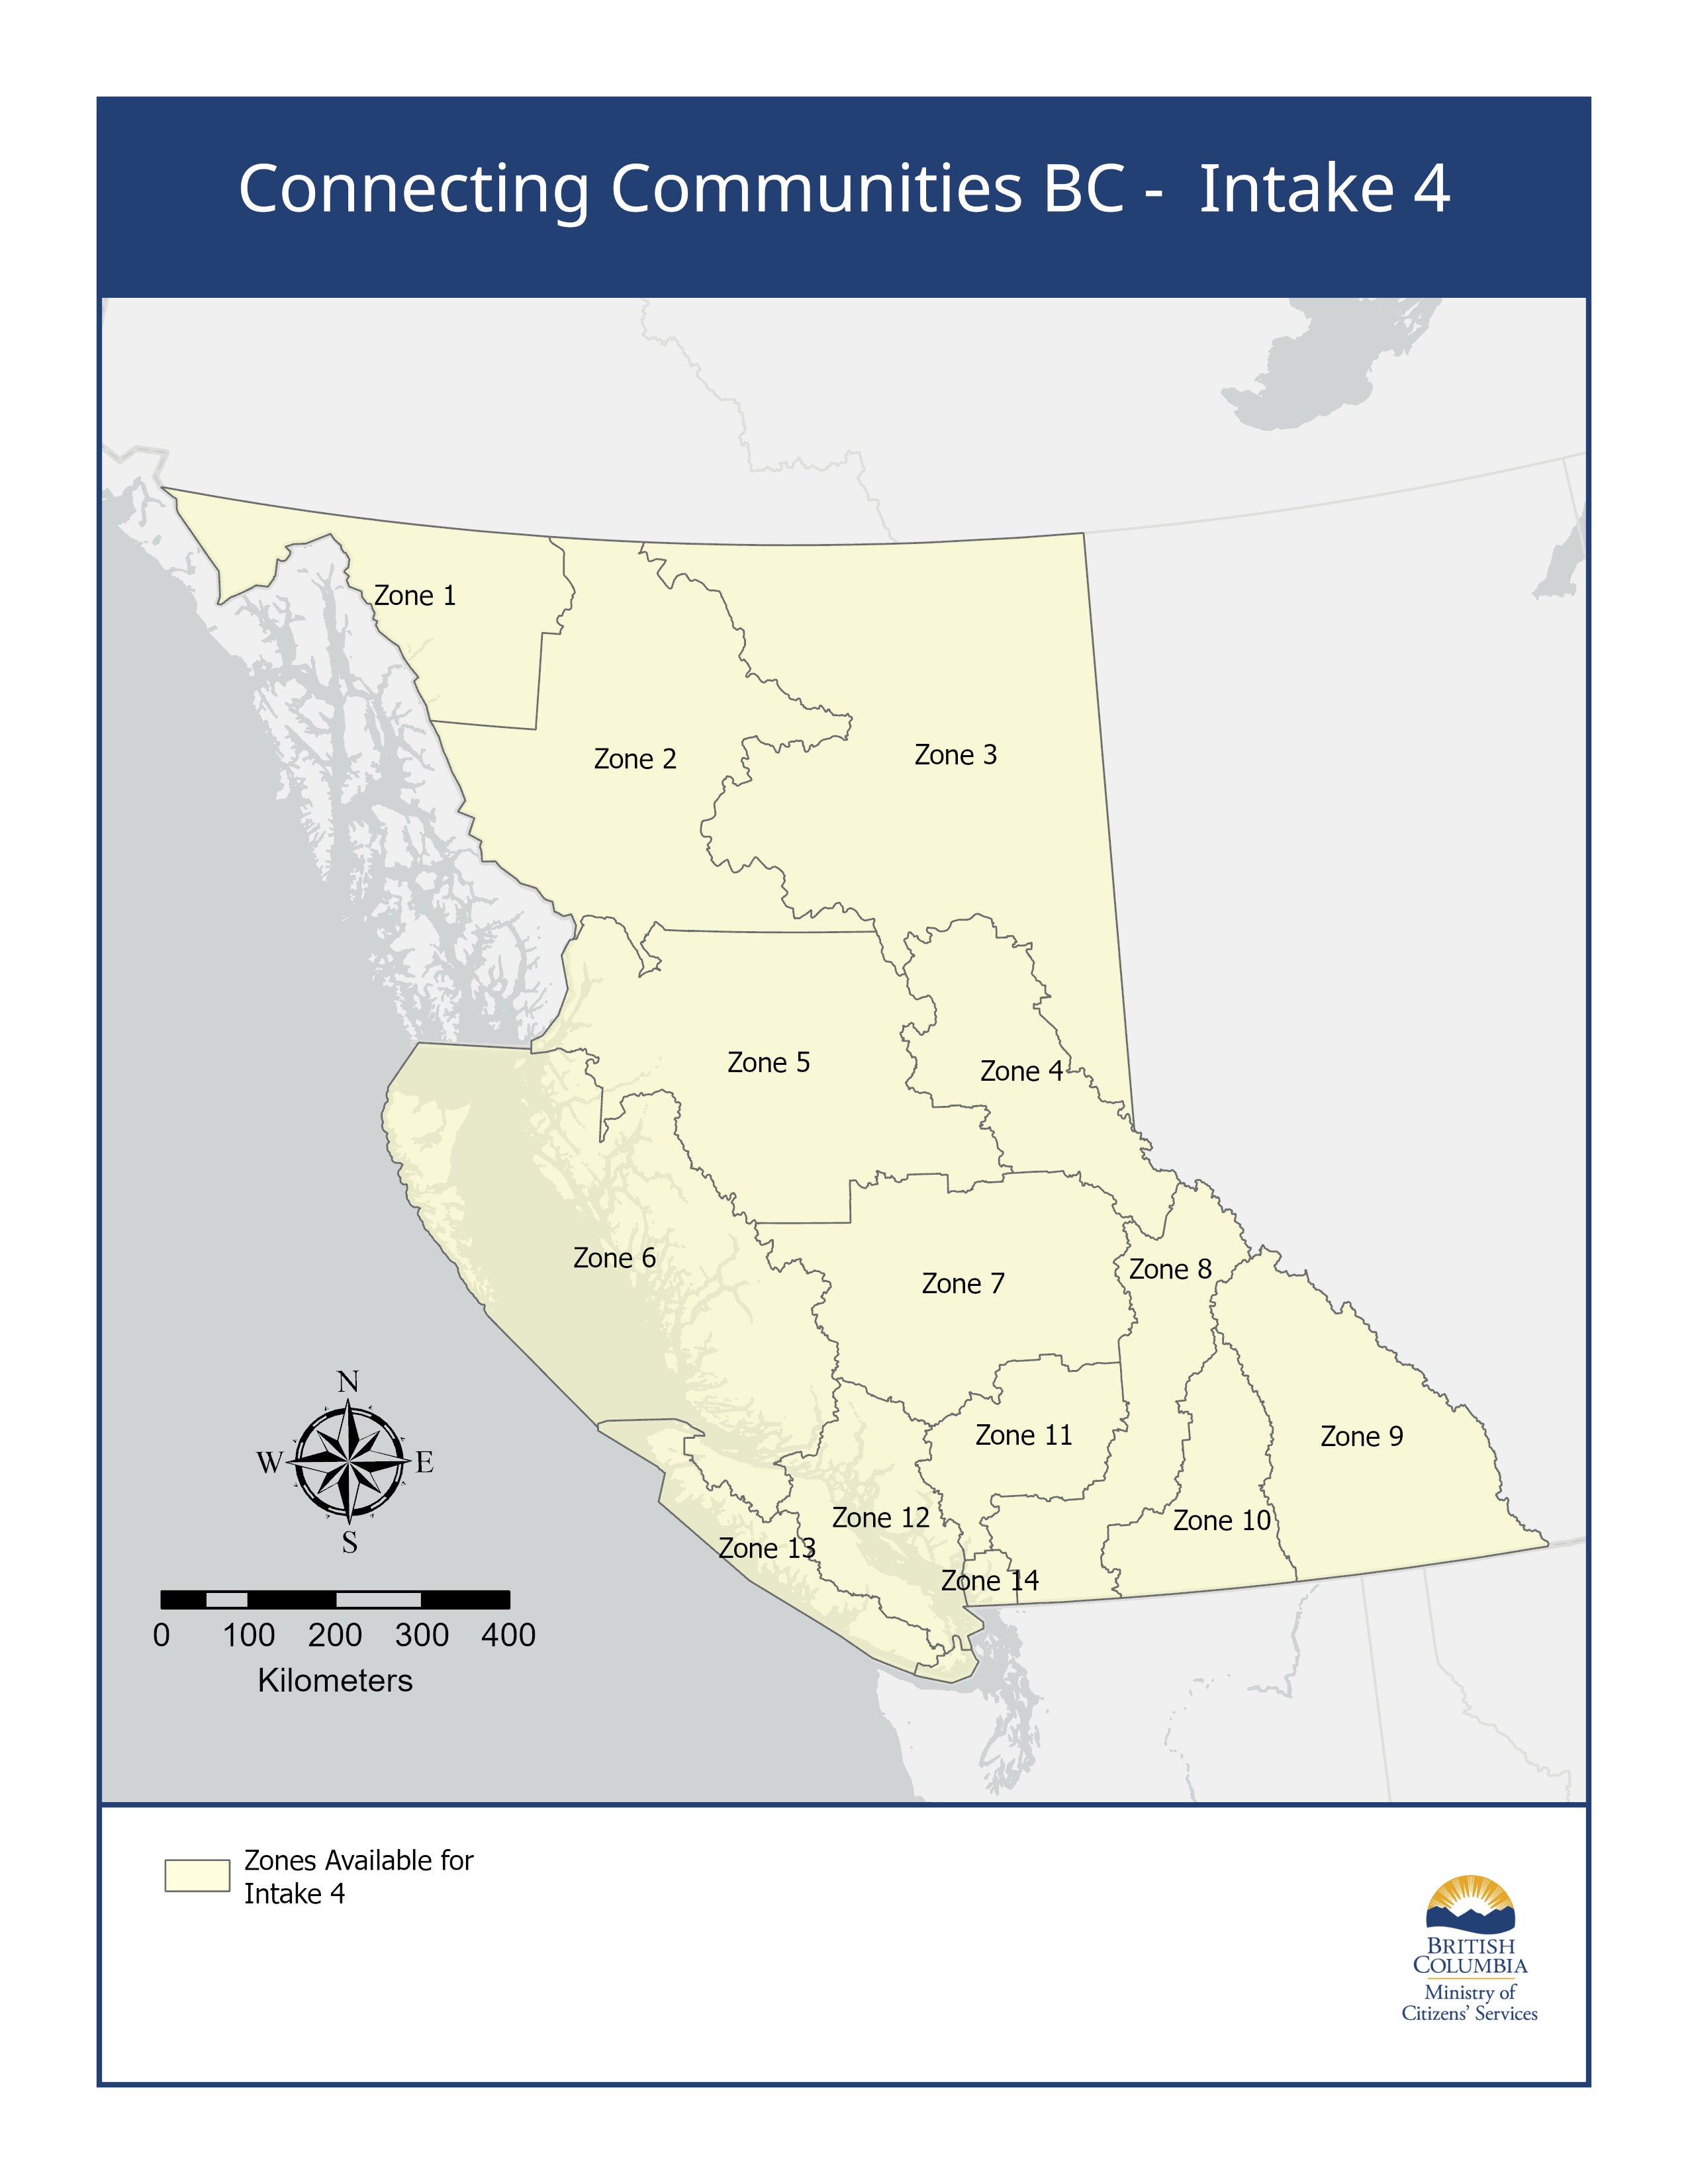 Connecting Communities BC -  Intake 4
Zone 1
Zone 2
Zone 3
Zone 4
Zone 5
Zone 6
Zone 7
Zone 8
Zone 9
Zone 10
Zone 11
Zone 12
Zone 13
Zone 14
N
W E
S
0 100 200 300 400
Kilometers
Zones Available for
Intake 4
BRITISH
COLUMBIA
Ministry of
Citizens' Services